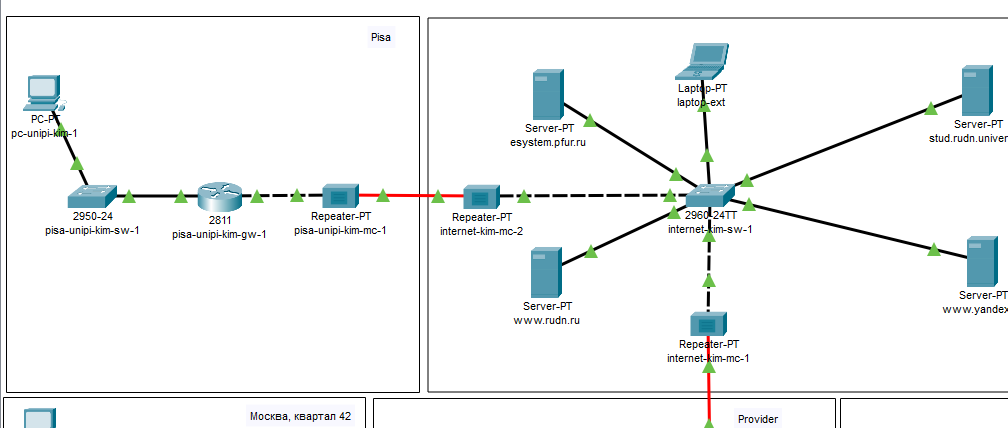 Pisa
PC-PT
pc-unipi-kim-1
2950-24
pisa-unipi-kim-sw-1
2811
pisa-unipi-kim-gw-1
Repeater-PT
pisa-unipi-kim-mc-1
Repeater-PT
internet-kim-mc-2
Server-PT
esystem.pfur.ru
Laptop-PT
laptop-ext
Server-PT
stud.rudn.univer
2960-24TT
internet-kim-sw-1
Server-PT
www.rudn.ru
Server-PT
www.yandex
Repeater-PT
internet-kim-mc-1
Москва, квартал 42
Provider